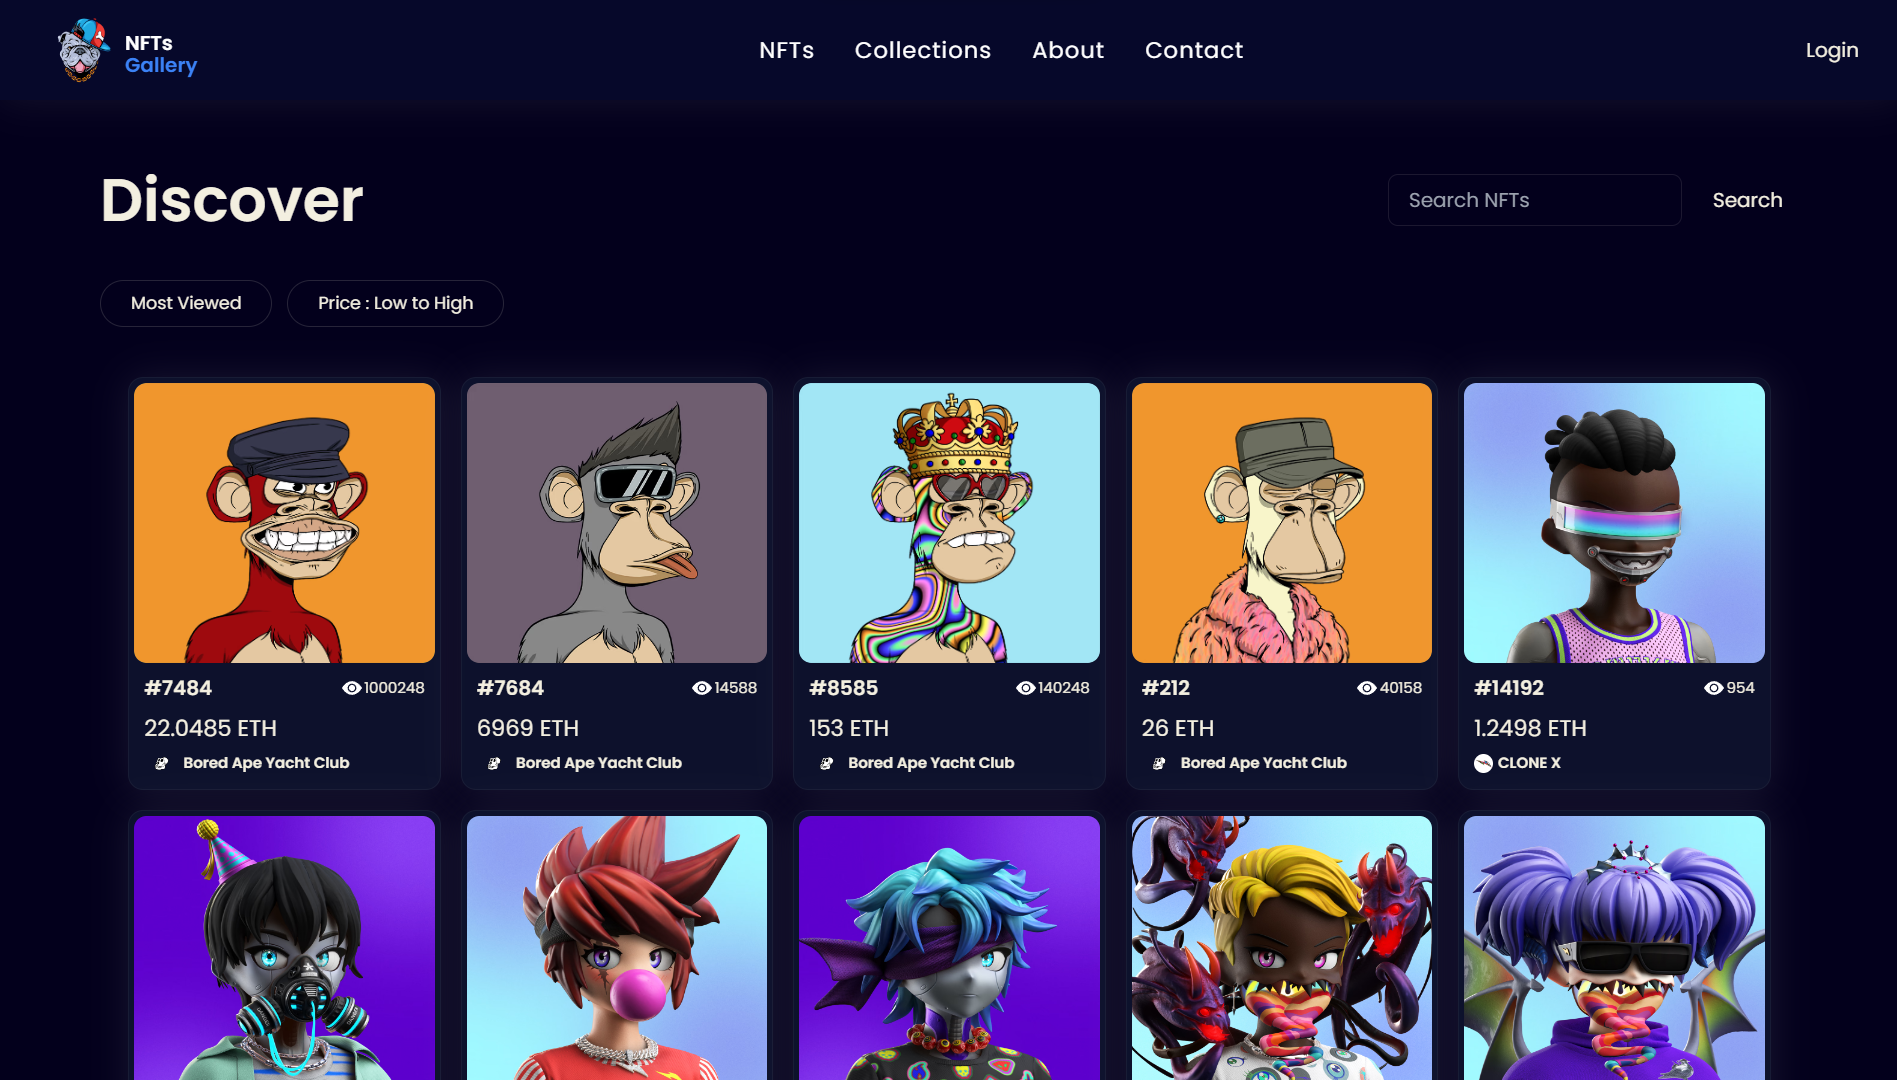 NFTs
Gallery
NFTs
Collections
About
Contact
Login
Discover
Search NFTs
Search
Most Viewed
Price : Low to High
#7484
1000248
22.0485 ETH
Bored Ape Yacht Club
#7684
14588
6969 ETH
Bored Ape Yacht Club
#8585
140248
153 ETH
Bored Ape Yacht Club
#212
40158
26 ETH
Bored Ape Yacht Club
#14192
954
1.2498 ETH
CLONE X